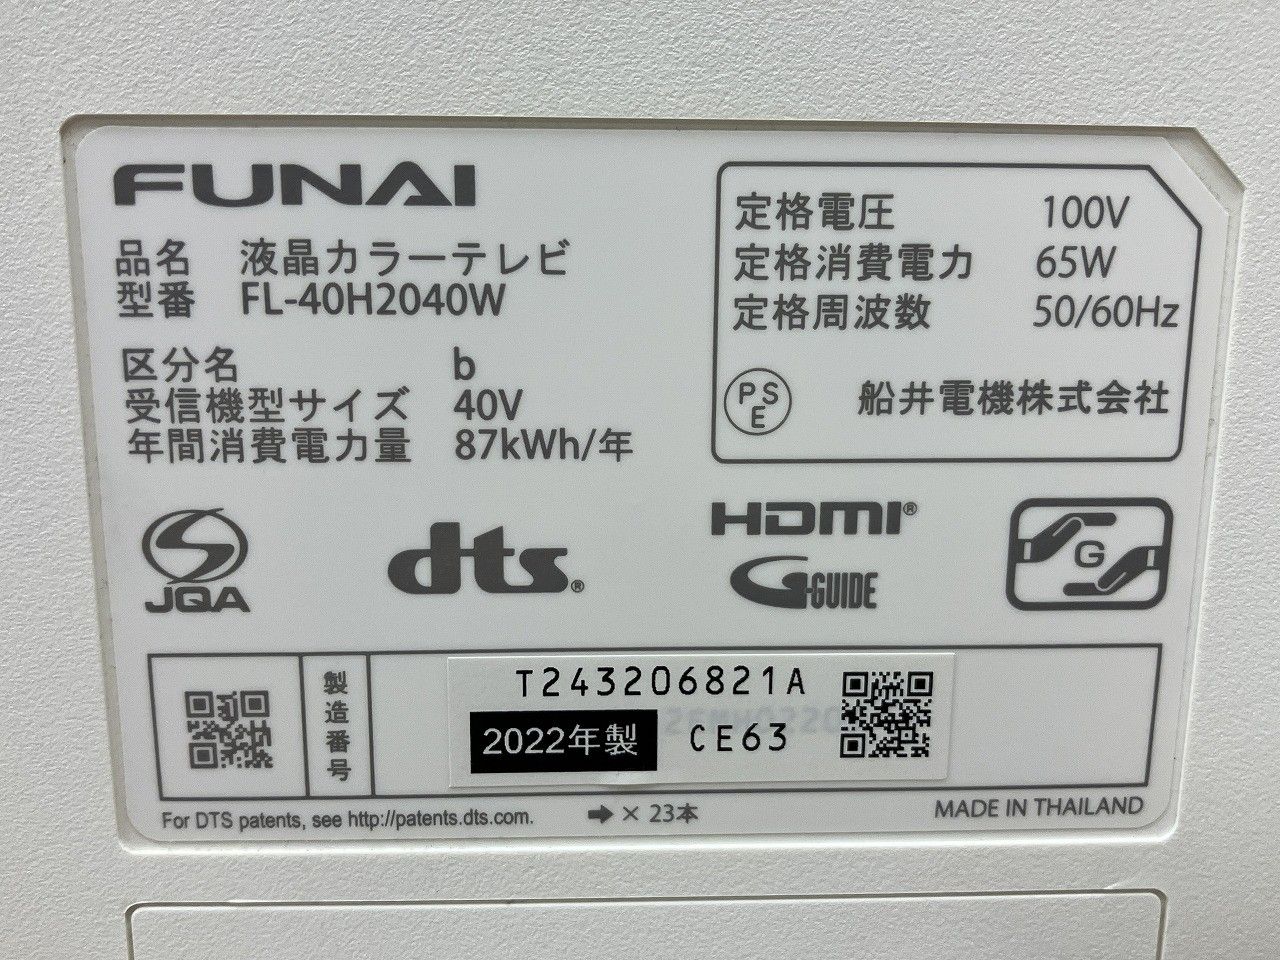 FUNAI
品名 液晶カラーテレビ
型番 FL-40H2040W
区分名 b
受信機型サイズ 40V
年間消費電力量 87kWh/年
定格電圧 100V
定格消費電力 65W
定格周波数 50/60Hz
PSE 船井電機株式会社
JQA
dts®
HDMI®
G-GUIDE
G
製造番号
T243206821A
2022年製 CE63
For DTS patents, see http://patents.dts.com.
➡ × 23本
MADE IN THAILAND